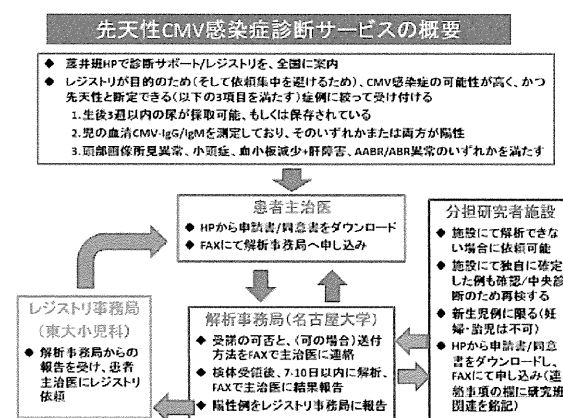 先天性CMV感染症診断サービスの概要
◆ 藤井班HPで診断サポート/レジストリを、全国に案内
◆ レジストリが目的のため(そして依頼集中を避けるため)、CMV感染症の可能性が高く、かつ
先天性と断定できる(以下の3項目を満たす)症例に絞って受け付ける
1.生後3週以内の尿が採取可能、もしくは保存されている
2.児の血清CMV-IgG/IgMを測定しており、そのいずれかまたは両方が陽性
3.頭部画像所見異常、小頭症、血小板減少+肝障害、AABR/ABR異常のいずれかを満たす
患者主治医
◆ HPから申請書/同意書をダウンロード
◆ FAXにて解析事務局へ申し込み
分担研究者施設
◆ 施設にて解析できな
い場合に依頼可能
◆ 施設にて独自に確定
した例も確認/中央診
断のため再検する
◆ 新生児例に限る(妊
婦・胎児は不可)
◆ HPから申請書/同意
書をダウンロードし、
FAXにて申し込み(連
絡事項の欄に研究班
関連を銘記)
レジストリ事務局
(東大小児科)
◆ 解析事務局からの
報告を受け、患者
主治医にレジストリ
依頼
解析事務局(名古屋大学)
◆ 受諾の可否と、(可の場合)送付
方法をFAXで主治医に連絡
◆ 検体受領後、7-10日以内に解析、
FAXで主治医に結果報告
◆ 陽性例をレジストリ事務局に報告